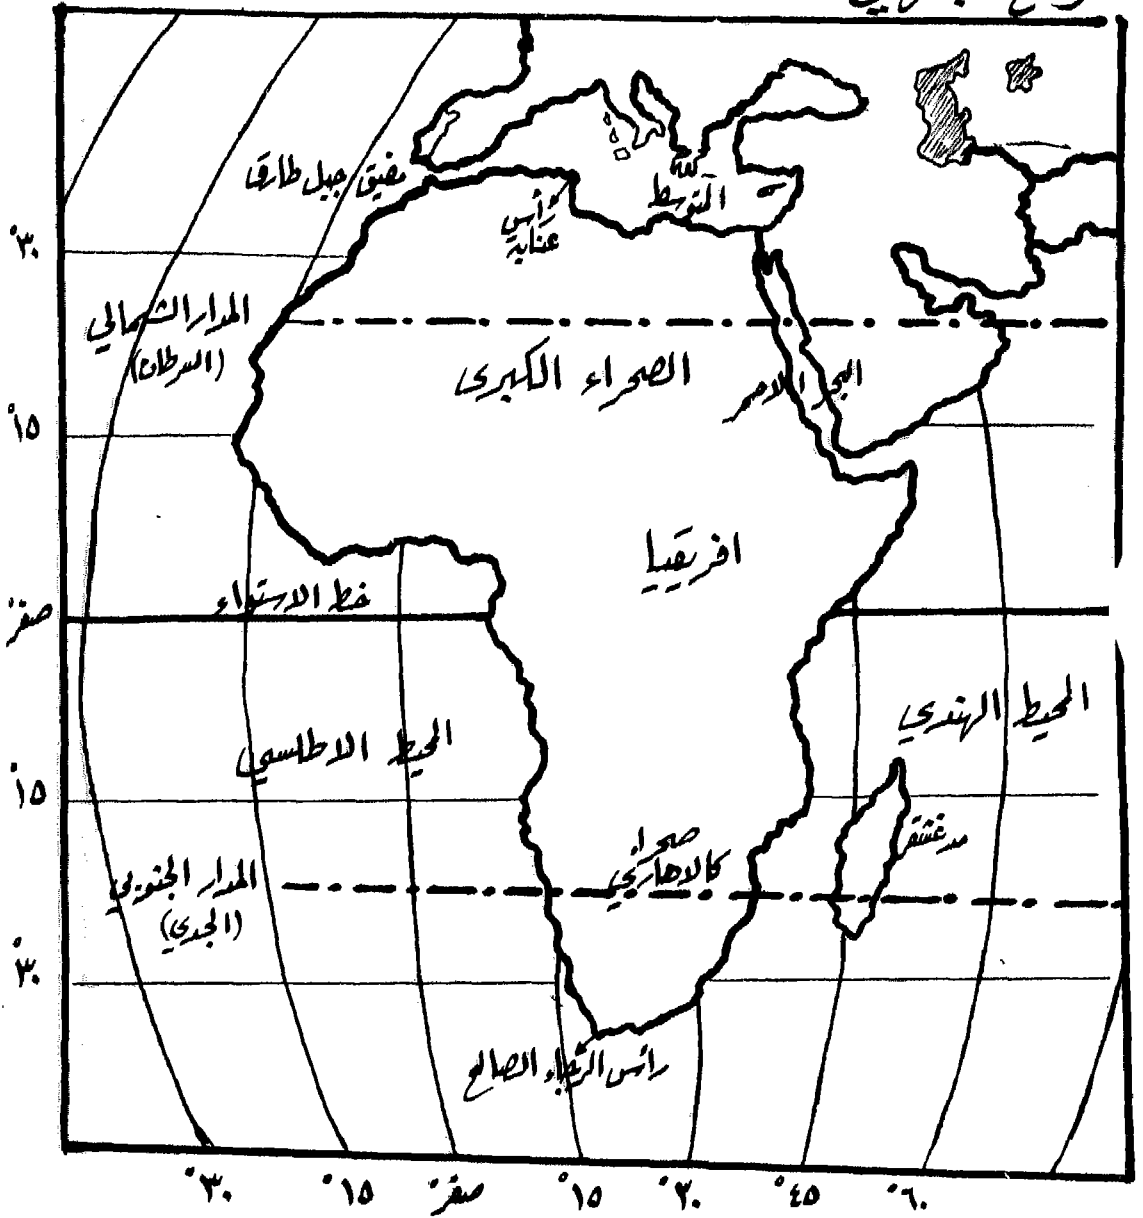 مضيق جبل طارق
المتوسط
رأس
عنابه
°٣٠
المدار الشمالي
(السرطان)
الصحراء الكبرى
البحر الاحمر
°١٥
افريقيا
خط الاستواء
صفر°
المحيط الهندي
المحيط الاطلسي
°١٥
مدغشقر
صحراء
كالاهاري
المدار الجنوبي
(الجدي)
°٣٠
رأس الرجاء الصالح
°٣٠ °١٥ صفر° °١٥ °٣٠ °٤٥ °٦٠